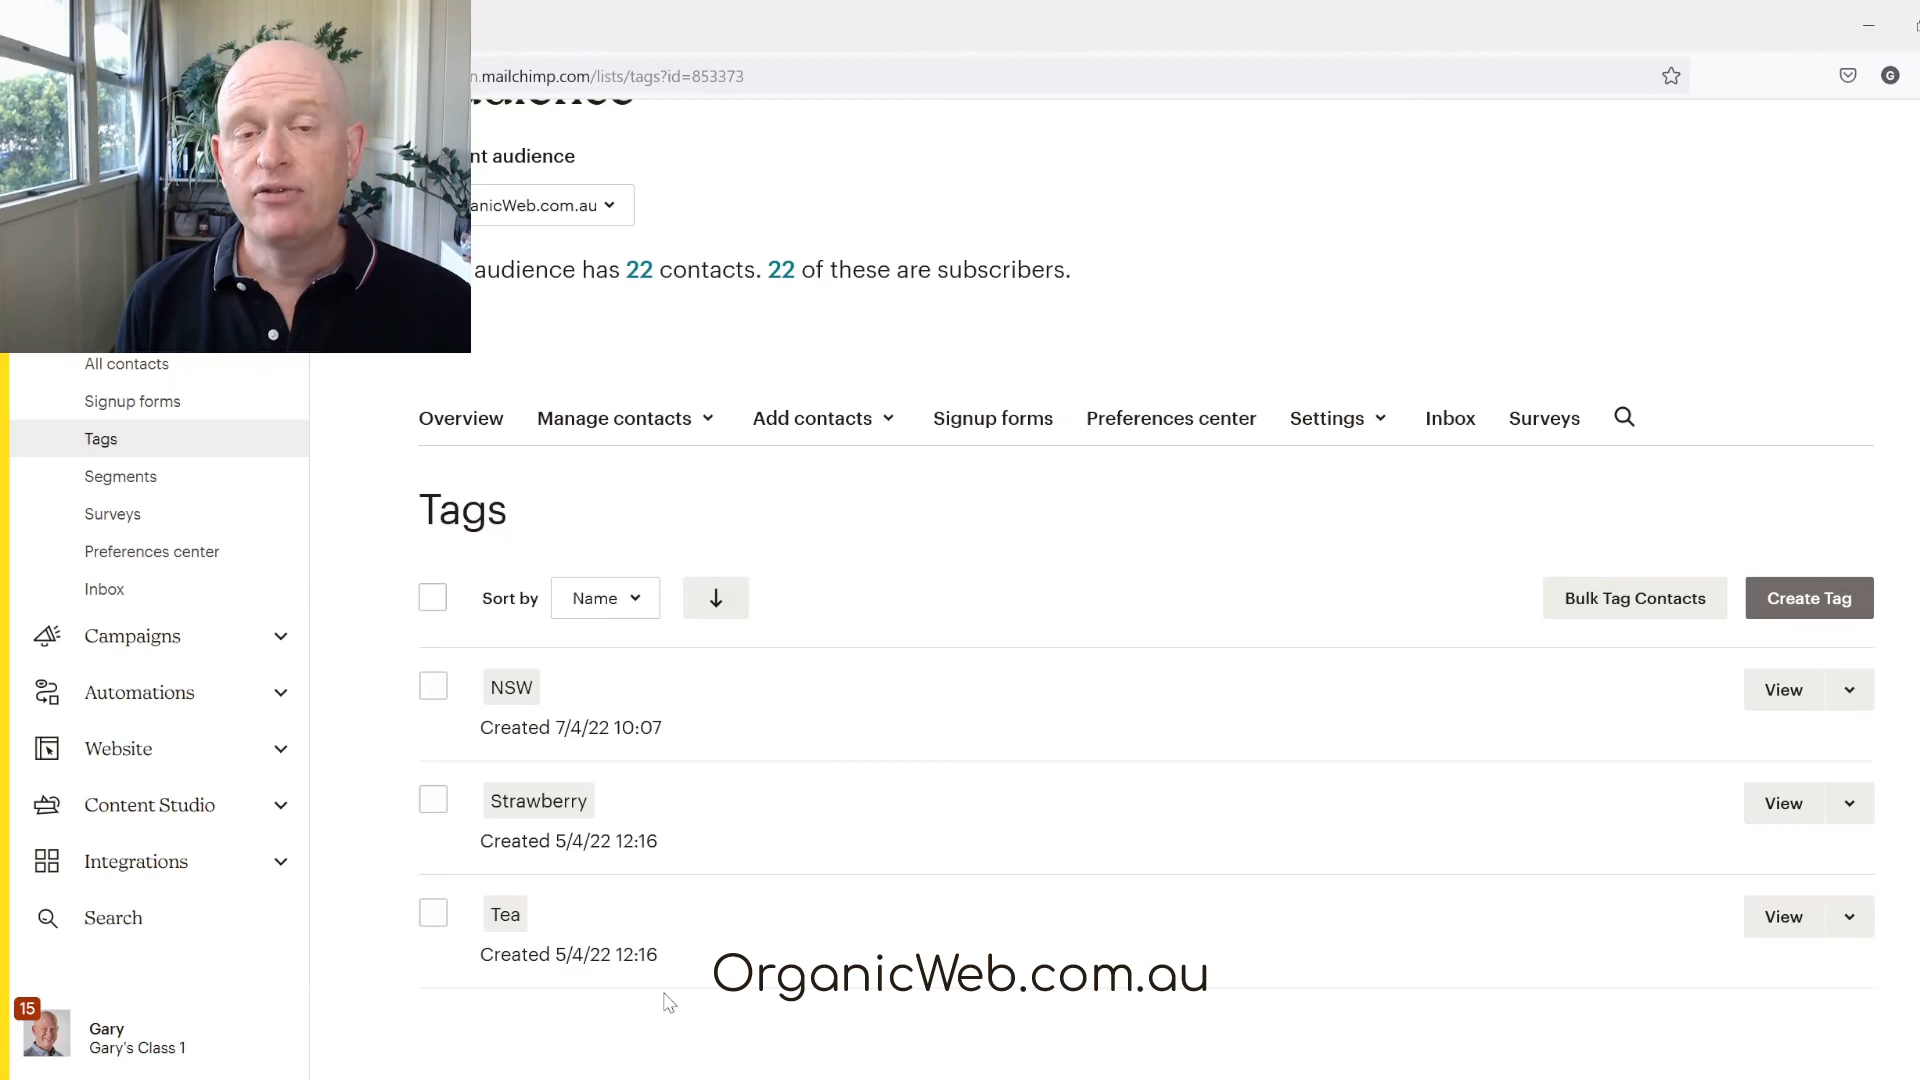 n.mailchimp.com/lists/tags?id=853373
G
nt audience
anicWeb.com.au
audience has 22 contacts. 22 of these are subscribers.
All contacts
Signup forms
Tags
Segments
Surveys
Preferences center
Inbox
Campaigns
Automations
Website
Content Studio
Integrations
Search
15
Gary
Gary's Class 1
Overview Manage contacts Add contacts Signup forms Preferences center Settings Inbox Surveys
Tags
Sort by Name Bulk Tag Contacts Create Tag
NSW View
Created 7/4/22 10:07
Strawberry View
Created 5/4/22 12:16
Tea View
Created 5/4/22 12:16
OrganicWeb.com.au